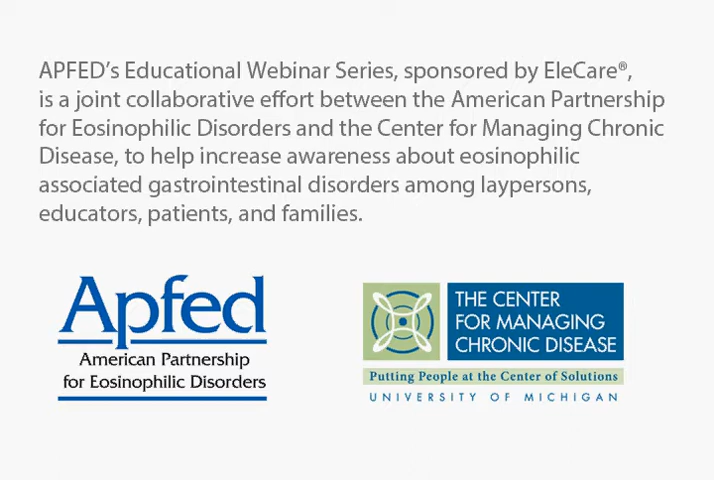 APFED’s Educational Webinar Series, sponsored by EleCare®,
is a joint collaborative effort between the American Partnership
for Eosinophilic Disorders and the Center for Managing Chronic
Disease, to help increase awareness about eosinophilic
associated gastrointestinal disorders among laypersons,
educators, patients, and families.
Apfed
American Partnership
for Eosinophilic Disorders
THE CENTER
FOR MANAGING
CHRONIC DISEASE
Putting People at the Center of Solutions
UNIVERSITY OF MICHIGAN